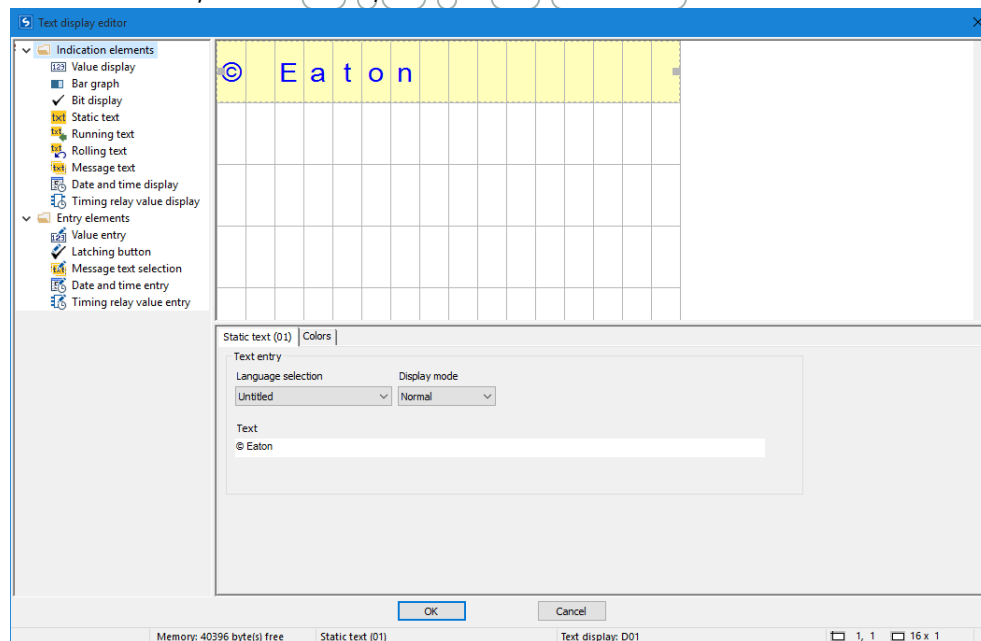 Text display editor
Indication elements
Value display
Bar graph
Bit display
Static text
Running text
Rolling text
Message text
Date and time display
Timing relay value display
Entry elements
Value entry
Latching button
Message text selection
Date and time entry
Timing relay value entry
© Eaton
Static text (01) Colors
Text entry
Language selection Display mode
Untitled Normal
Text
© Eaton
OK Cancel
Memory: 40396 byte(s) free Static text (01) Text display: D01 1, 1 16 x 1